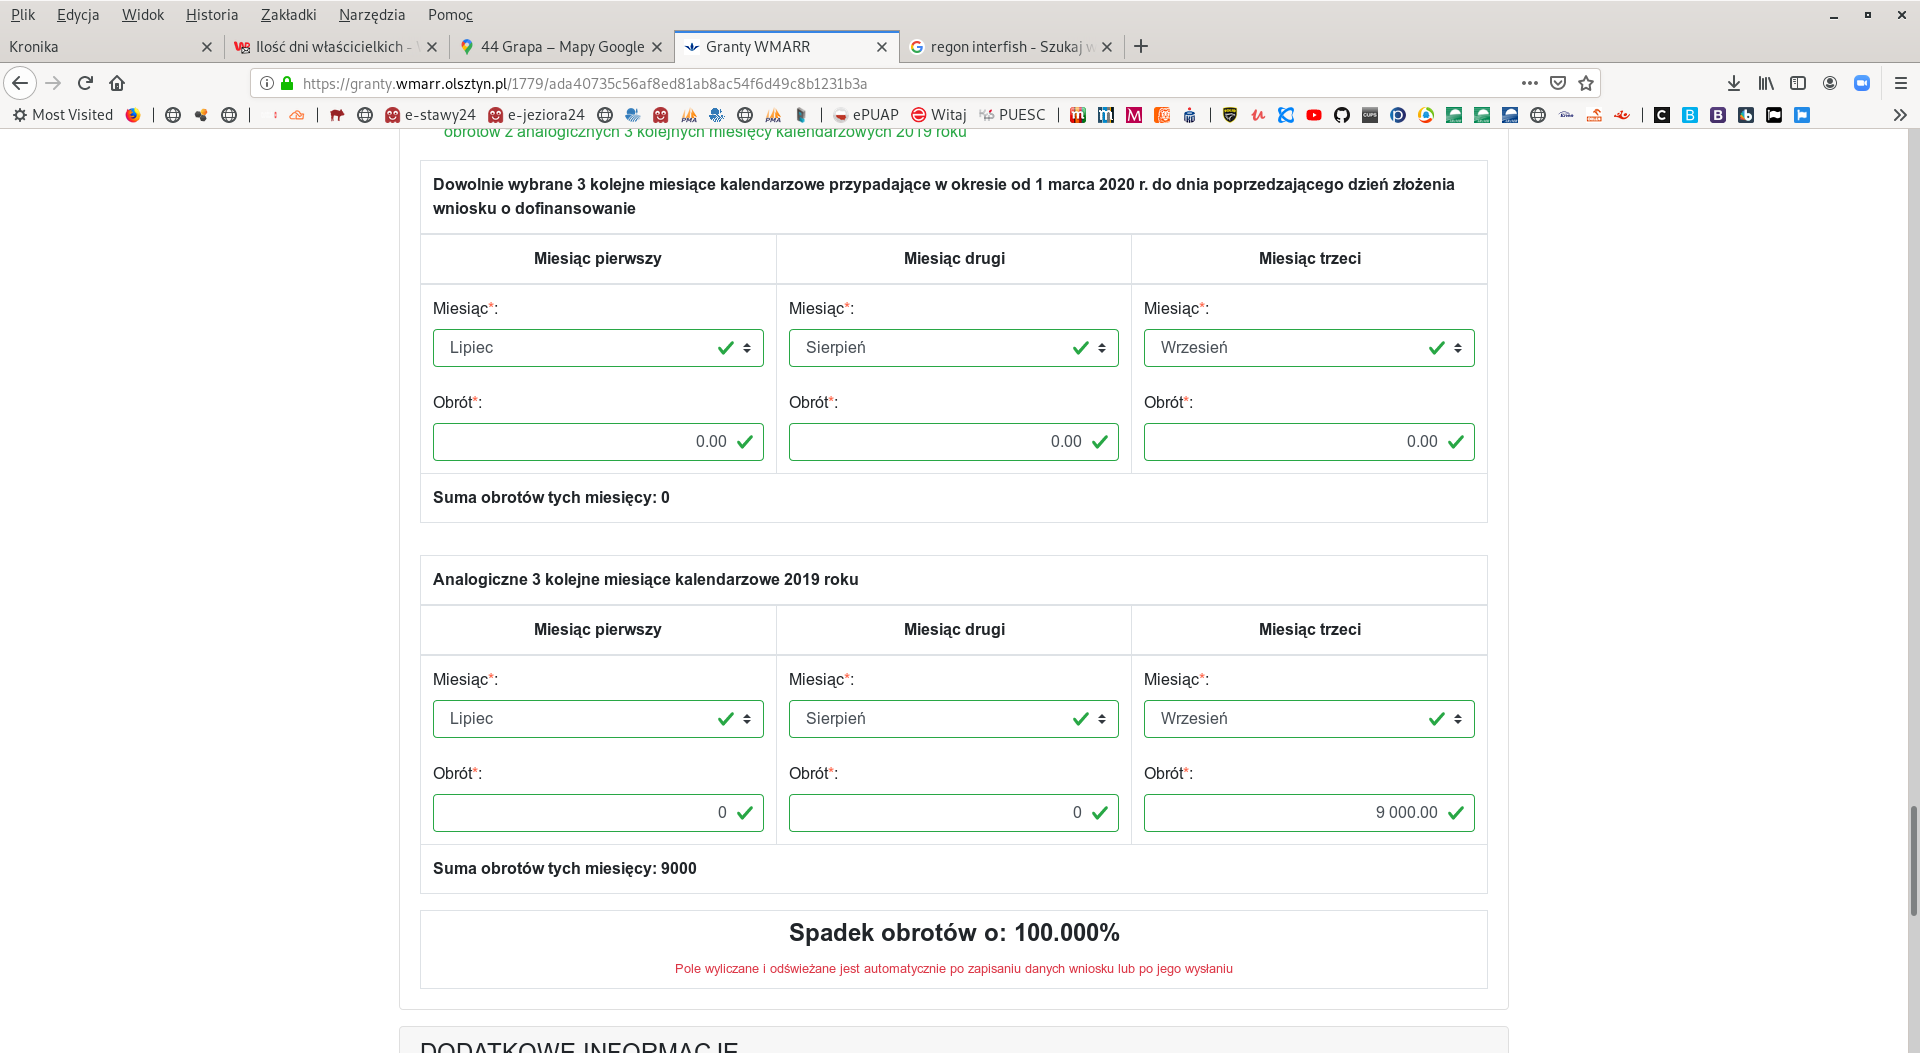 Plik Edycja Widok Historia Zakładki Narzędzia Pomoc
Kronika Ilość dni właścicielkich - 44 Grapa – Mapy Google Granty WMARR regon interfish - Szukaj w
https://granty.wmarr.olsztyn.pl/1779/ada40735c56af8ed81ab8ac54f6d49c8b1231b3a
Most Visited e-stawy24 e-jeziora24 ePUAP Witaj PUESC
obrotów z analogicznych 3 kolejnych miesięcy kalendarzowych 2019 roku
Dowolnie wybrane 3 kolejne miesiące kalendarzowe przypadające w okresie od 1 marca 2020 r. do dnia poprzedzającego dzień złożenia
wniosku o dofinansowanie
Miesiąc pierwszy Miesiąc drugi Miesiąc trzeci
Miesiąc*: Miesiąc*: Miesiąc*:
Lipiec Sierpień Wrzesień
Obrót*: Obrót*: Obrót*:
0.00 0.00 0.00
Suma obrotów tych miesięcy: 0
Analogiczne 3 kolejne miesiące kalendarzowe 2019 roku
Miesiąc pierwszy Miesiąc drugi Miesiąc trzeci
Miesiąc*: Miesiąc*: Miesiąc*:
Lipiec Sierpień Wrzesień
Obrót*: Obrót*: Obrót*:
0 0 9 000.00
Suma obrotów tych miesięcy: 9000
Spadek obrotów o: 100.000%
Pole wyliczane i odświeżane jest automatycznie po zapisaniu danych wniosku lub po jego wysłaniu
DODATKOWE INFORMACJE